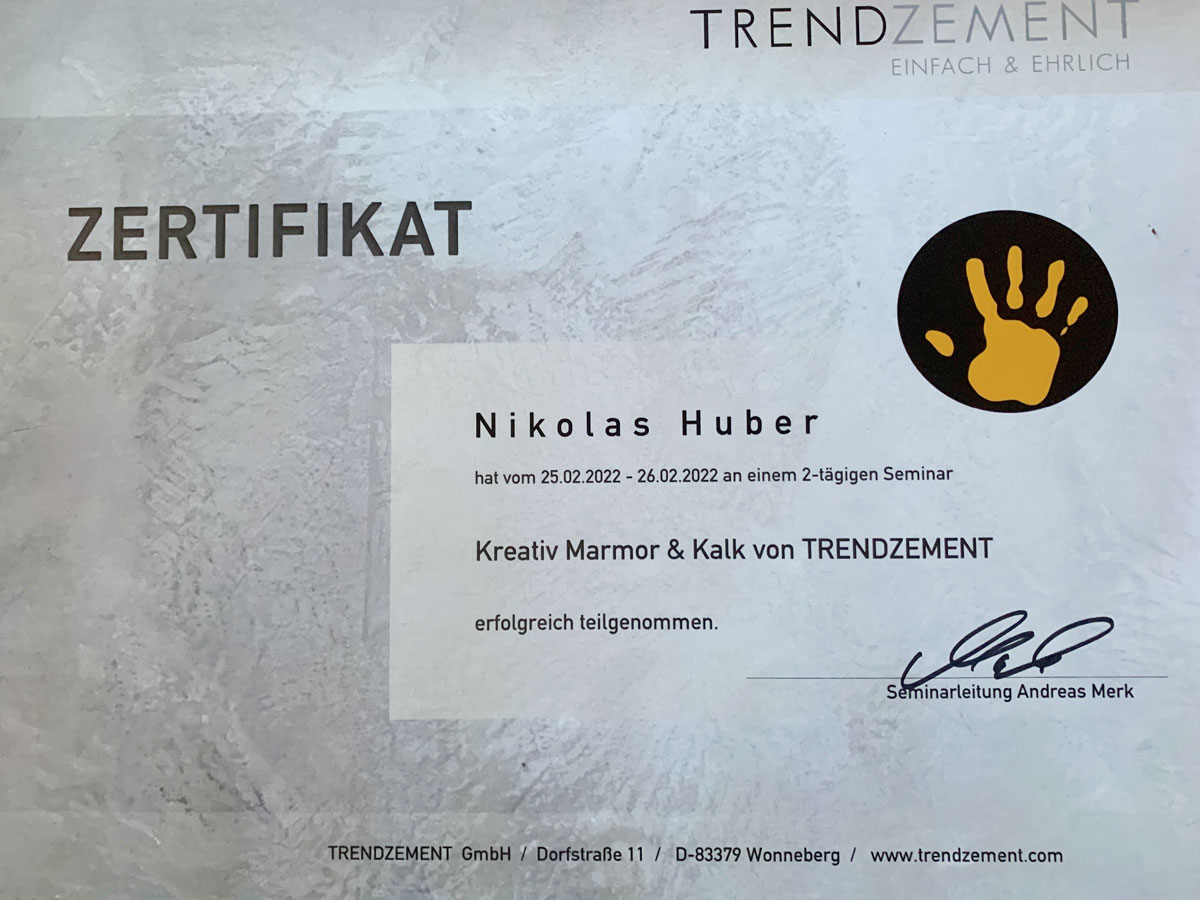 TRENDZEMENT
EINFACH & EHRLICH
ZERTIFIKAT
Nikolas Huber
hat vom 25.02.2022 - 26.02.2022 an einem 2-tägigen Seminar
Kreativ Marmor & Kalk von TRENDZEMENT
erfolgreich teilgenommen.
Seminarleitung Andreas Merk
TRENDZEMENT GmbH / Dorfstraße 11 / D-83379 Wonneberg / www.trendzement.com